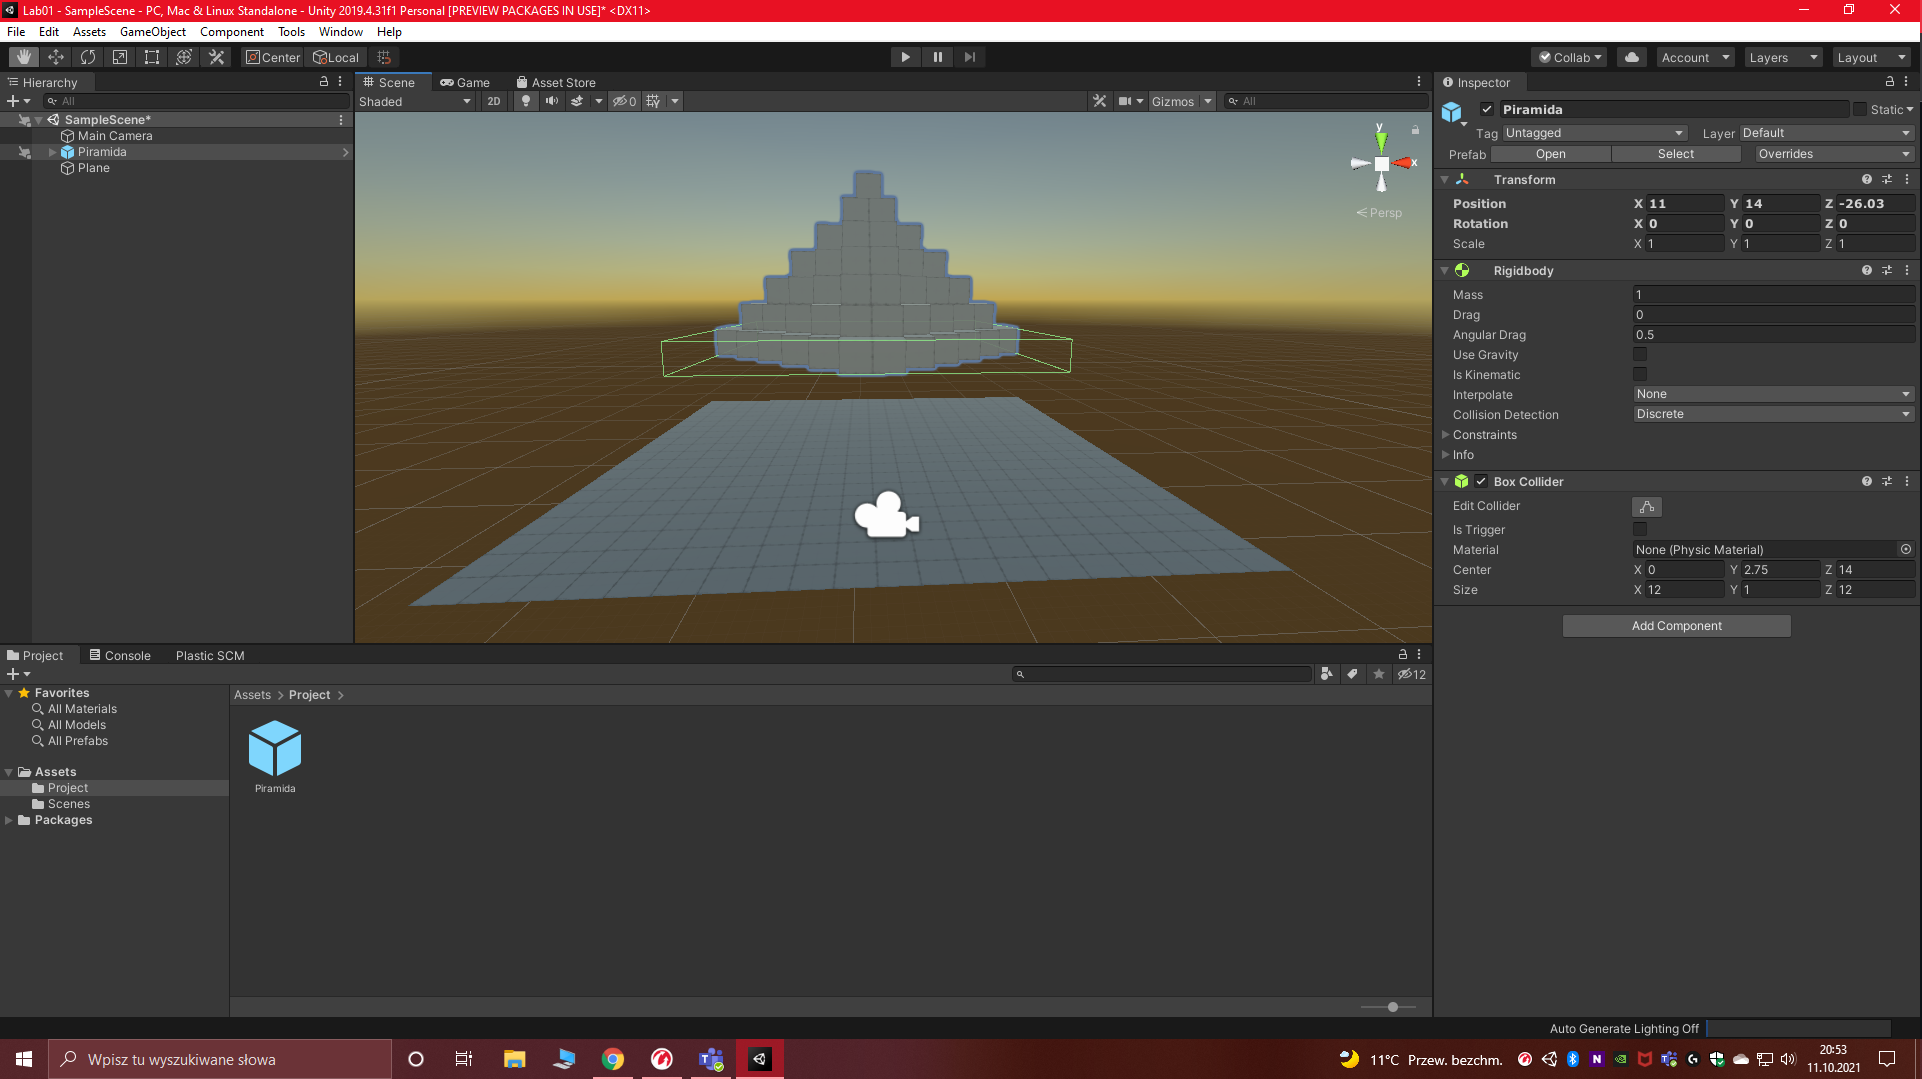 Lab01 - SampleScene - PC, Mac & Linux Standalone - Unity 2019.4.31f1 Personal [PREVIEW PACKAGES IN USE]* <DX11>
File Edit Assets GameObject Component Tools Window Help
Center Local Collab Account Layers Layout
Hierarchy
All
SampleScene*
Main Camera
Piramida
Plane
Scene Game Asset Store
Shaded 2D 0 Gizmos All
y
x
Persp
Inspector
Piramida Static
Tag Untagged Layer Default
Prefab Open Select Overrides
Transform
Position X 11 Y 14 Z -26.03
Rotation X 0 Y 0 Z 0
Scale X 1 Y 1 Z 1
Rigidbody
Mass 1
Drag 0
Angular Drag 0.5
Use Gravity
Is Kinematic
Interpolate None
Collision Detection Discrete
Constraints
Info
Box Collider
Edit Collider
Is Trigger
Material None (Physic Material)
Center X 0 Y 2.75 Z 14
Size X 12 Y 1 Z 12
Add Component
Project Console Plastic SCM
12
Favorites
All Materials
All Models
All Prefabs
Assets
Project
Scenes
Packages
Assets > Project >
Piramida
Auto Generate Lighting Off
Wpisz tu wyszukiwane słowa
11°C Przew. bezchm.
20:53
11.10.2021